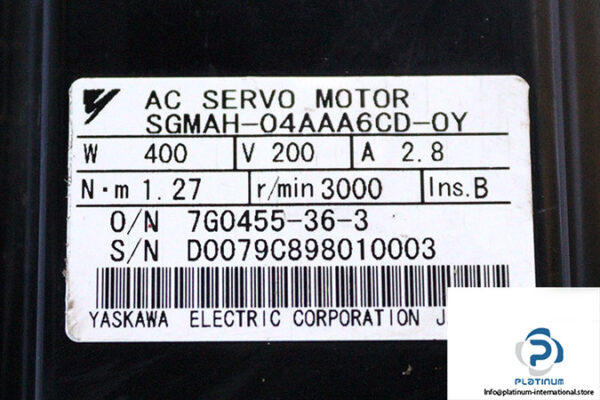 AC SERVO MOTOR
SGMAH-04AAA6CD-0Y
W 400 V 200 A 2.8
N·m 1.27 r/min 3000 Ins.B
O/N 7G0455-36-3
S/N D0079C898010003
YASKAWA ELECTRIC CORPORATION J
PLATINUM
Info@platinum-international.store